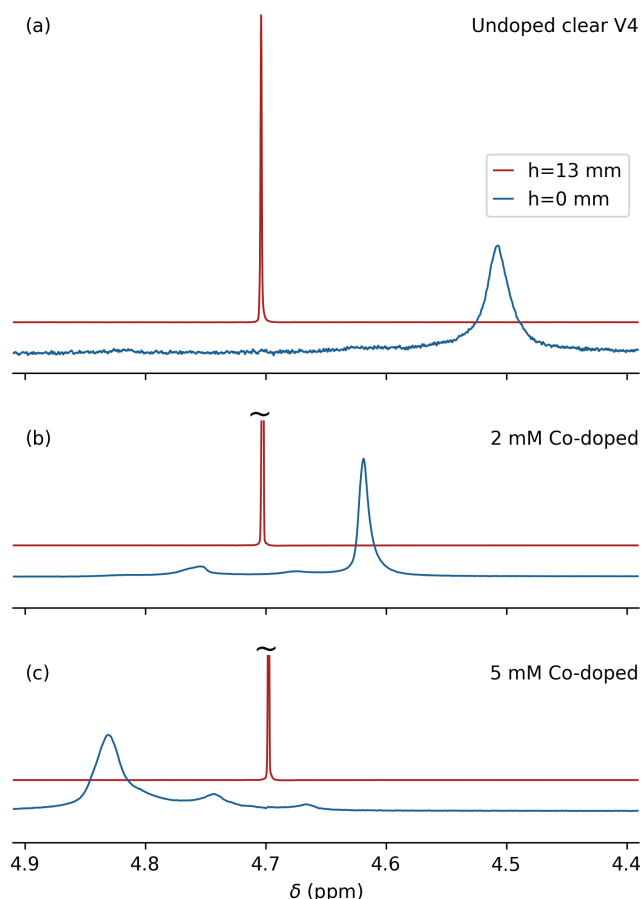 (a) Undoped clear V4
h=13 mm
h=0 mm
~
(b) 2 mM Co-doped
~
(c) 5 mM Co-doped
4.9 4.8 4.7 4.6 4.5 4.4
δ (ppm)